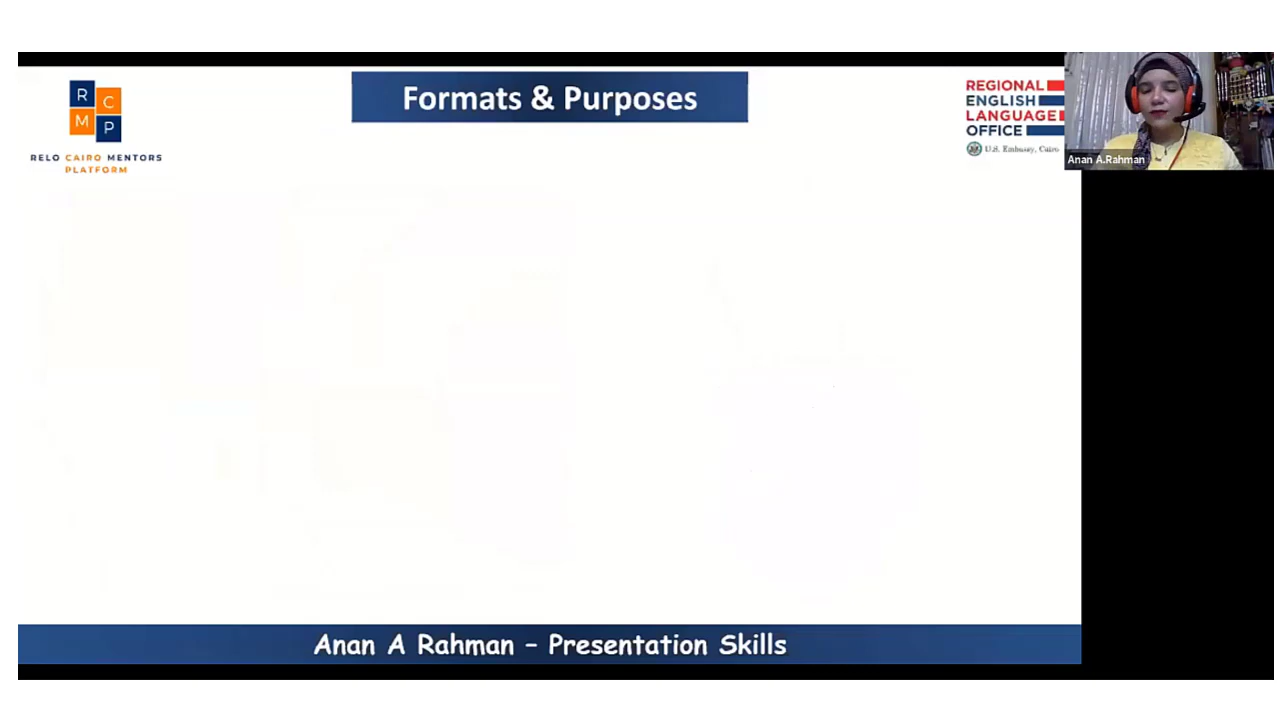 R
C
M
P
RELO CAIRO MENTORS
PLATFORM
Formats & Purposes
REGIONAL
ENGLISH
LANGUAGE
OFFICE
U.S. Embassy, Cairo
Anan A.Rahman
Anan A Rahman – Presentation Skills